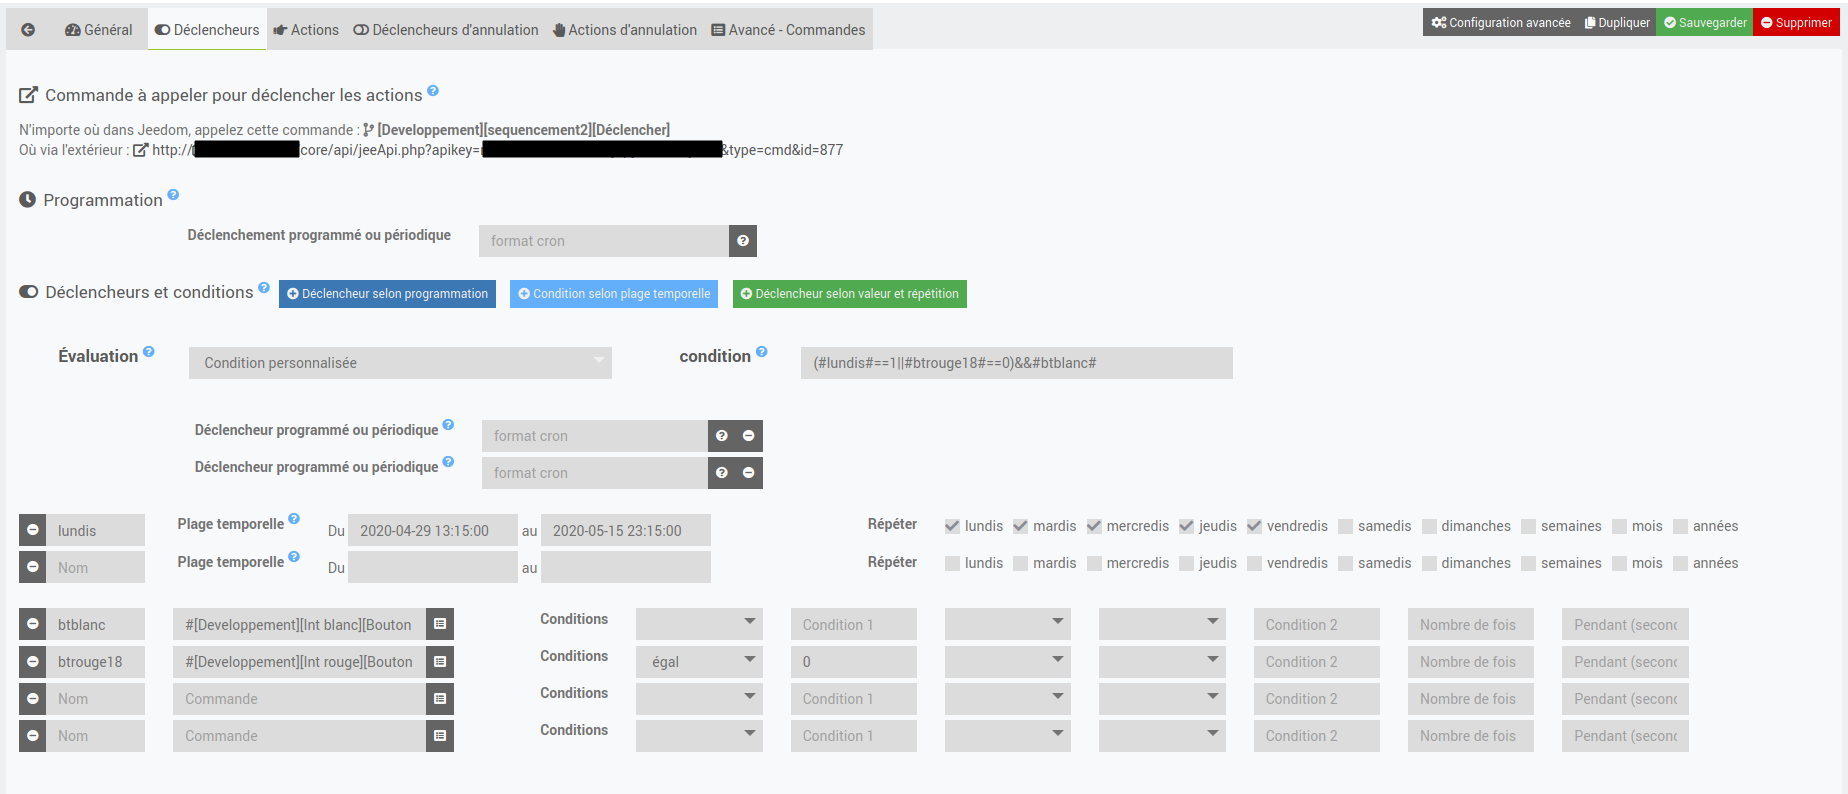 Général Déclencheurs Actions Déclencheurs d'annulation Actions d'annulation Avancé - Commandes Configuration avancée Dupliquer Sauvegarder Supprimer
Commande à appeler pour déclencher les actions
N'importe où dans Jeedom, appelez cette commande : [Developpement][sequencement2][Déclencher]
Où via l'extérieur : http:// core/api/jeeApi.php?apikey= &type=cmd&id=877
Programmation
Déclenchement programmé ou périodique format cron
Déclencheurs et conditions Déclencheur selon programmation Condition selon plage temporelle Déclencheur selon valeur et répétition
Évaluation Condition personnalisée condition (#lundis#==1||#btrouge18#==0)&&#btblanc#
Déclencheur programmé ou périodique format cron
Déclencheur programmé ou périodique format cron
lundis Plage temporelle Du 2020-04-29 13:15:00 au 2020-05-15 23:15:00 Répéter lundis mardis mercredis jeudis vendredis samedis dimanches semaines mois années
Nom Plage temporelle Du au Répéter lundis mardis mercredis jeudis vendredis samedis dimanches semaines mois années
btblanc #[Developpement][Int blanc][Bouton Conditions Condition 1 Condition 2 Nombre de fois Pendant (second
btrouge18 #[Developpement][Int rouge][Bouton Conditions égal 0 Condition 2 Nombre de fois Pendant (second
Nom Commande Conditions Condition 1 Condition 2 Nombre de fois Pendant (second
Nom Commande Conditions Condition 1 Condition 2 Nombre de fois Pendant (second